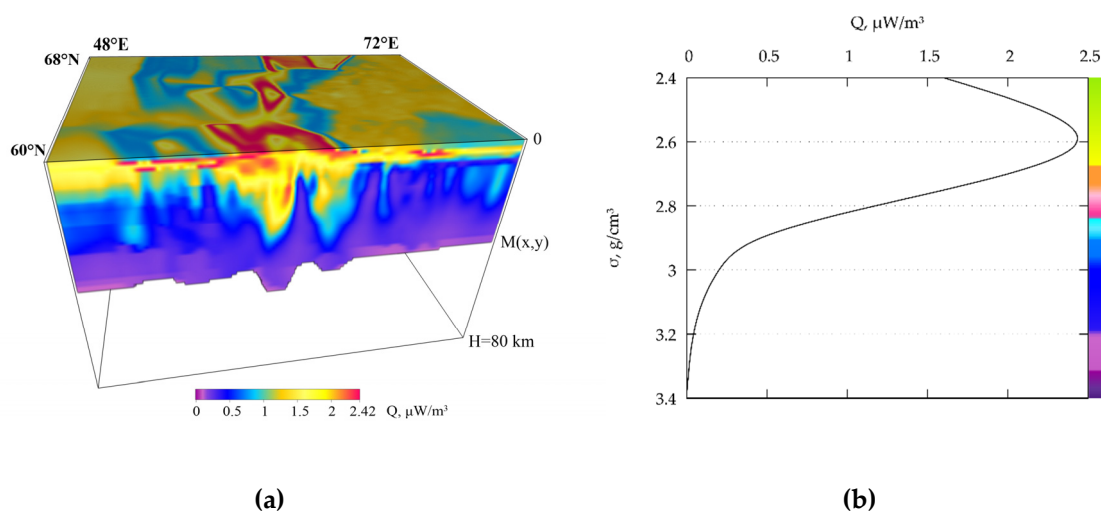 48°E
72°E
68°N
60°N
0
M(x,y)
H=80 km
0 0.5 1 1.5 2 2.42 Q, μW/m³
(a)
Q, μW/m³
0 0.5 1 1.5 2 2.5
2.4
2.6
2.8
3
3.2
3.4
σ, g/cm³
(b)